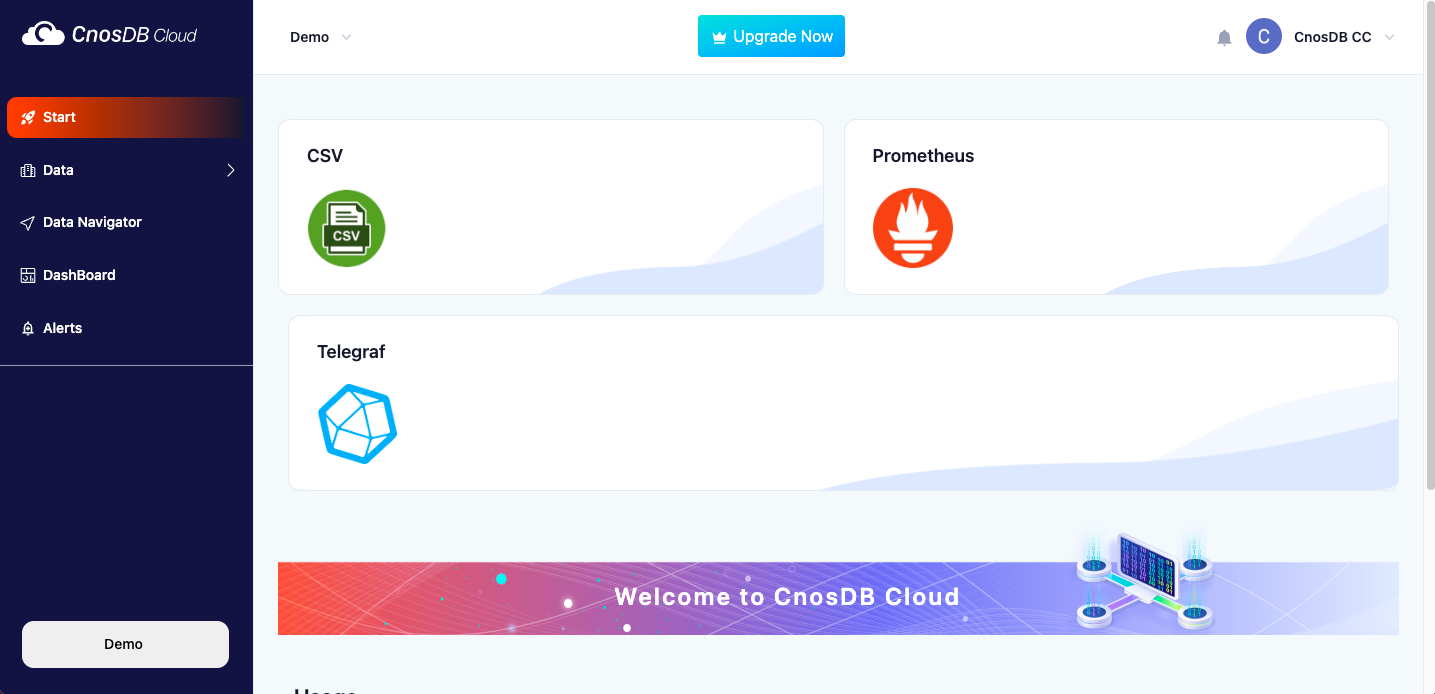 CnosDB Cloud
Demo
Upgrade Now
C
CnosDB CC
Start
Data
Data Navigator
DashBoard
Alerts
CSV
CSV
Prometheus
Telegraf
Welcome to CnosDB Cloud
Demo